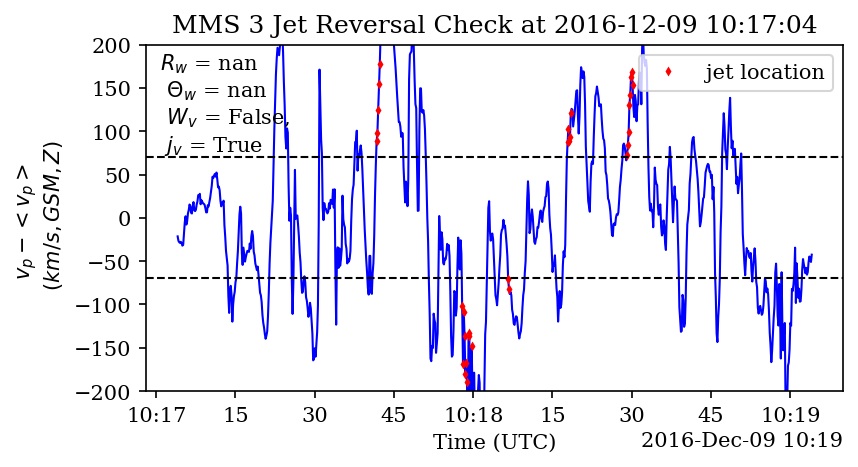 MMS 3 Jet Reversal Check at 2016-12-09 10:17:04
R_w = nan
Θ_w = nan
W_v = False,
j_v = True
jet location
v_p − < v_p >
(km/s, GSM, Z)
200
150
100
50
0
−50
−100
−150
−200
10:17 15 30 45 10:18 15 30 45 10:19
Time (UTC)
2016-Dec-09 10:19